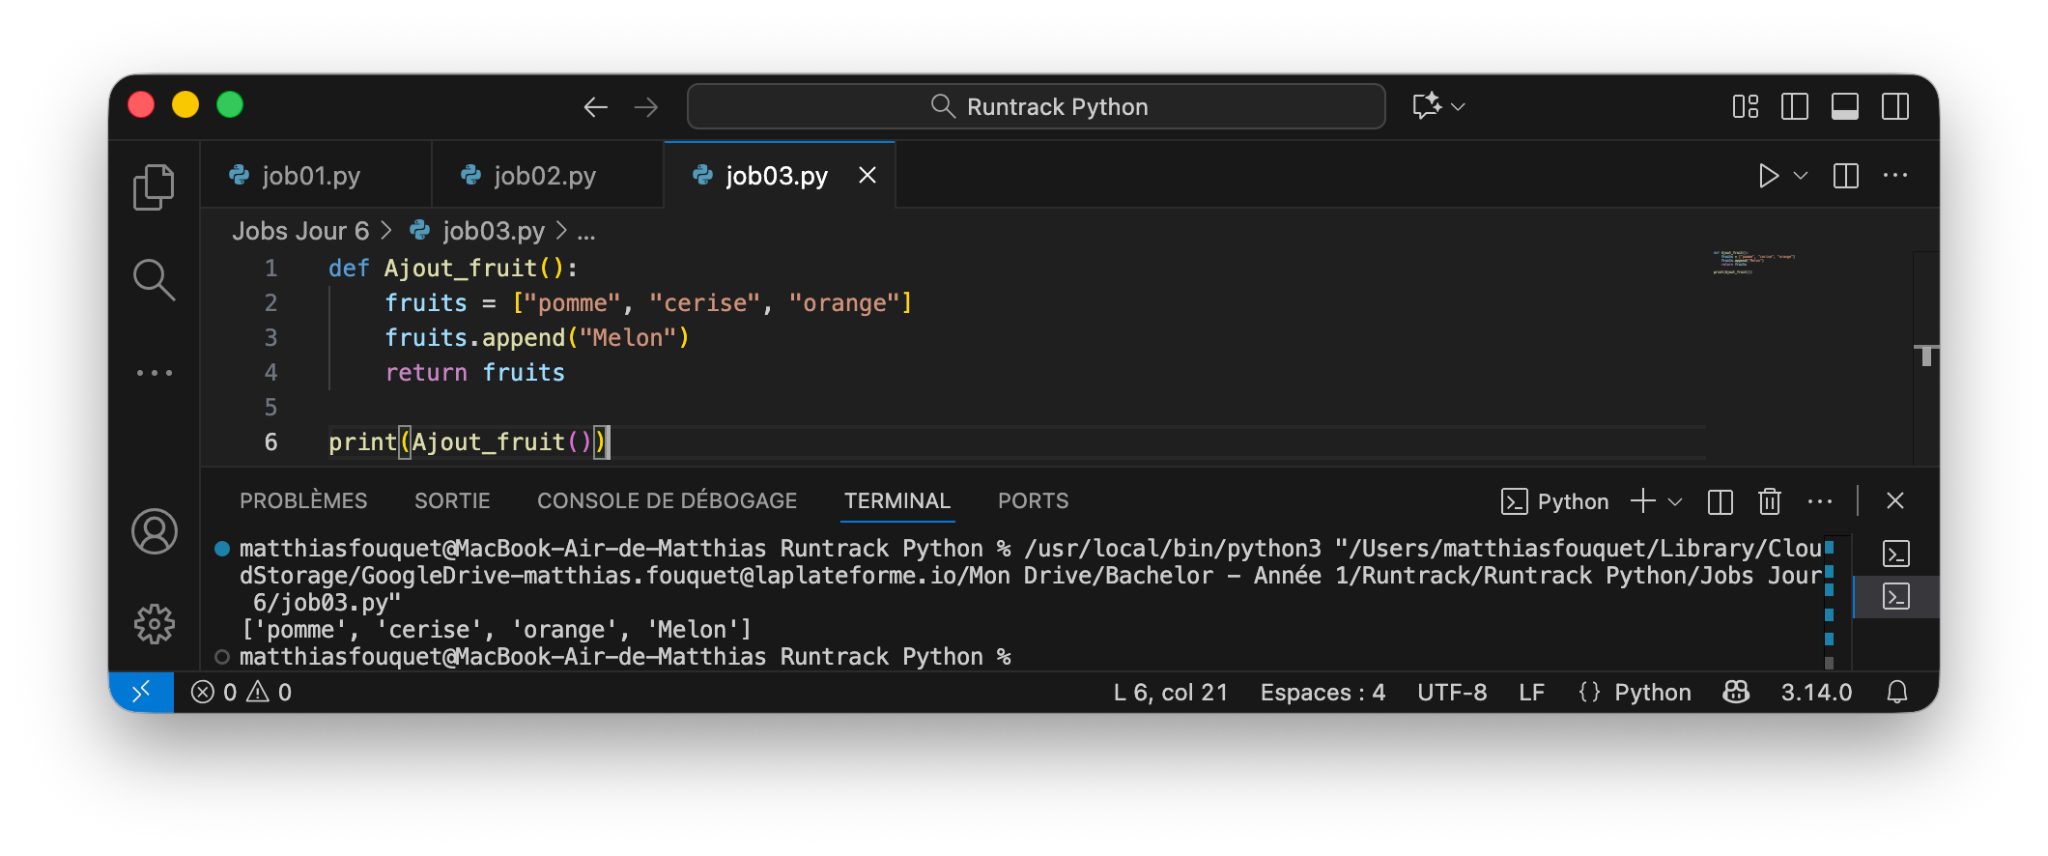 Runtrack Python
job01.py
job02.py
job03.py
Jobs Jour 6 > job03.py > ...
1 def Ajout_fruit():
2     fruits = ["pomme", "cerise", "orange"]
3     fruits.append("Melon")
4     return fruits
5
6 print(Ajout_fruit())
PROBLÈMES SORTIE CONSOLE DE DÉBOGAGE TERMINAL PORTS Python
matthiasfouquet@MacBook-Air-de-Matthias Runtrack Python % /usr/local/bin/python3 "/Users/matthiasfouquet/Library/Clou
dStorage/GoogleDrive-matthias.fouquet@laplateforme.io/Mon Drive/Bachelor - Année 1/Runtrack/Runtrack Python/Jobs Jour
 6/job03.py"
['pomme', 'cerise', 'orange', 'Melon']
matthiasfouquet@MacBook-Air-de-Matthias Runtrack Python %
0 0 L 6, col 21 Espaces : 4 UTF-8 LF {} Python 3.14.0